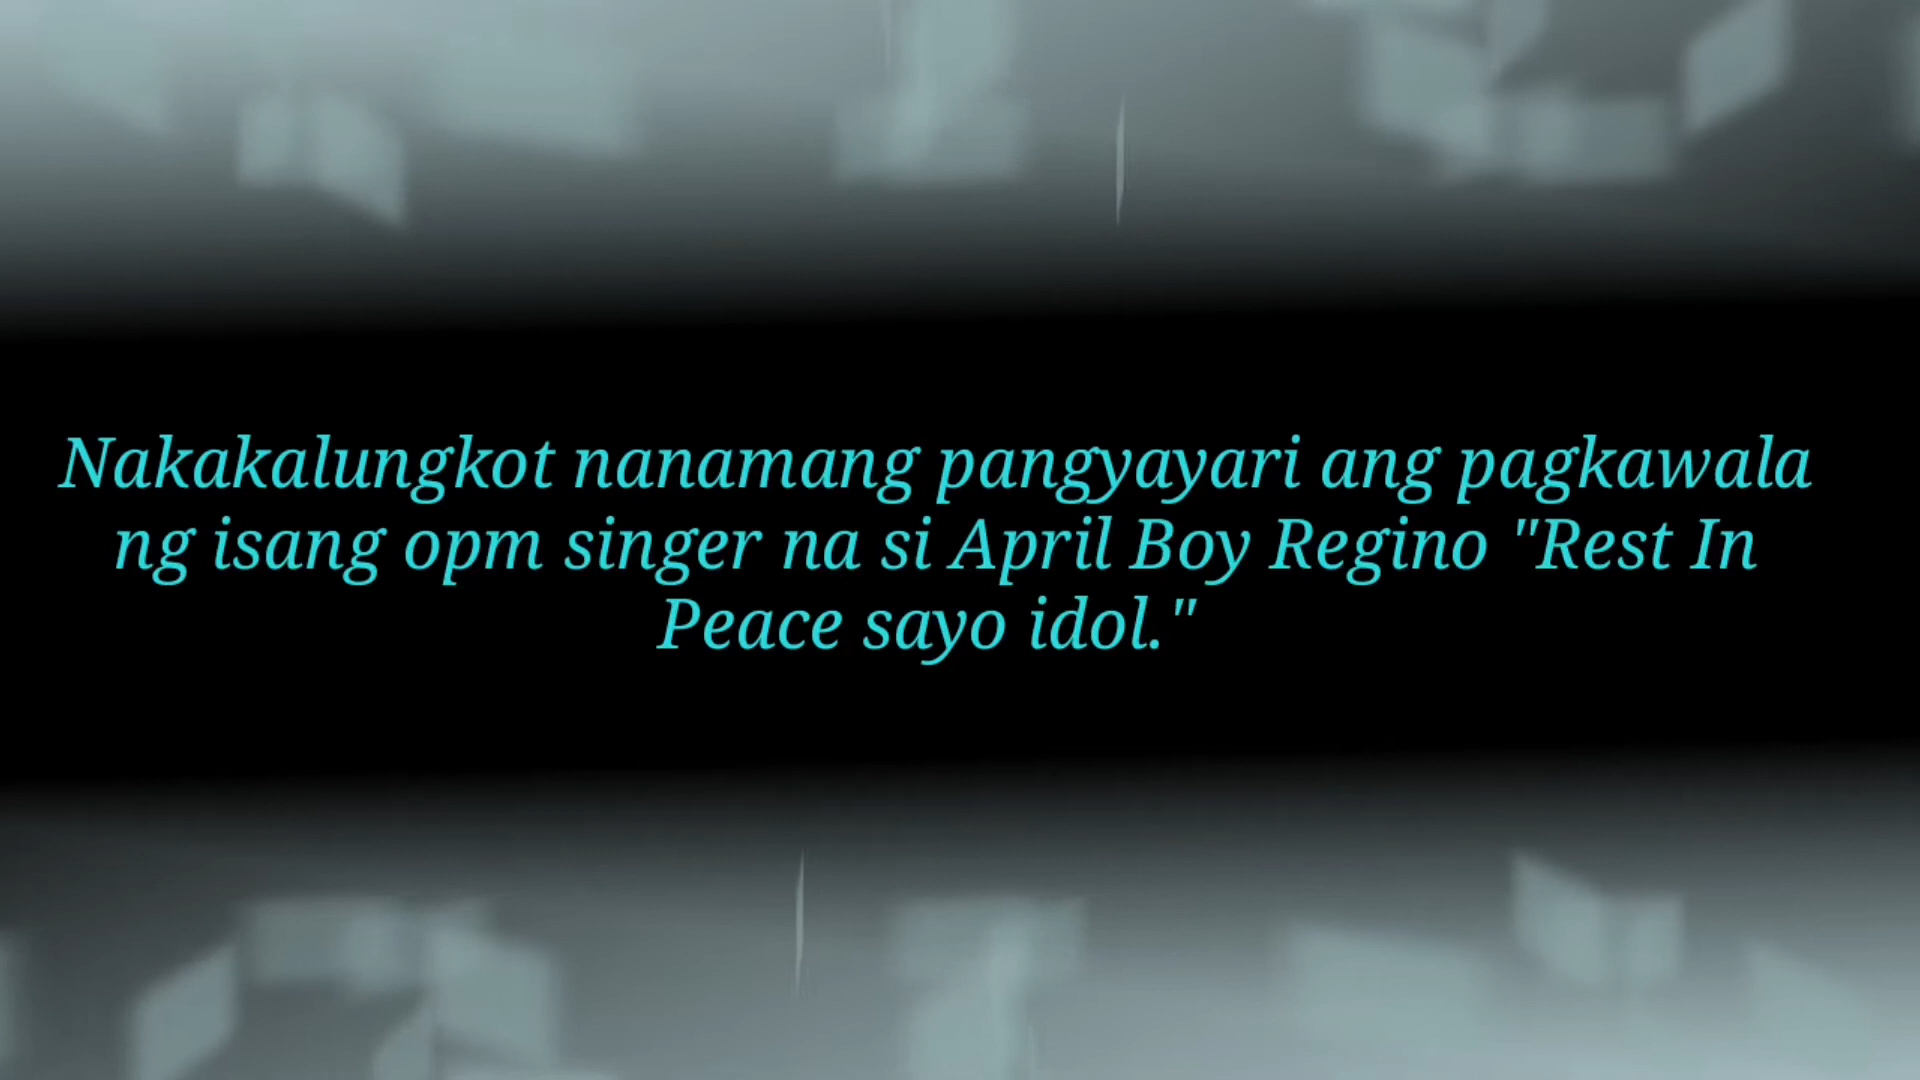 Nakakalungkot nanamang pangyayari ang pagkawala
ng isang opm singer na si April Boy Regino "Rest In
Peace sayo idol."